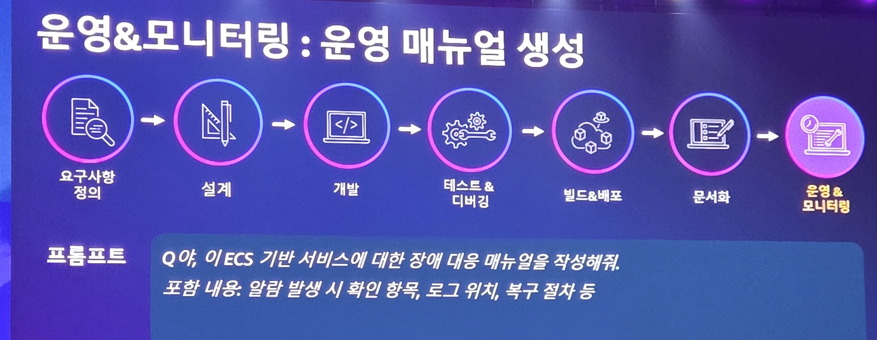 운영&모니터링 : 운영 매뉴얼 생성
요구사항
정의
설계
개발
테스트 &
디버깅
빌드&배포
문서화
운영 &
모니터링
프롬프트
Q야, 이 ECS 기반 서비스에 대한 장애 대응 매뉴얼을 작성해줘.
포함 내용: 알람 발생 시 확인 항목, 로그 위치, 복구 절차 등